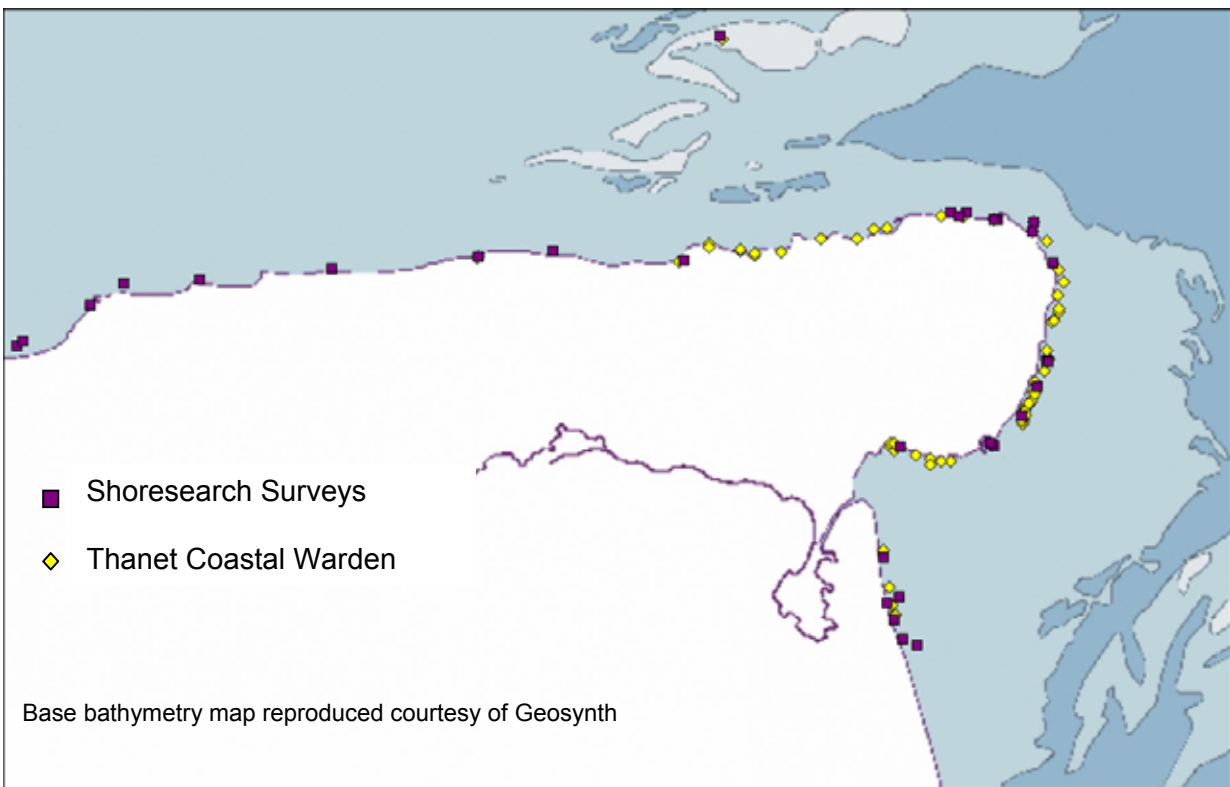 Shoresearch Surveys
Thanet Coastal Warden
Base bathymetry map reproduced courtesy of Geosynth